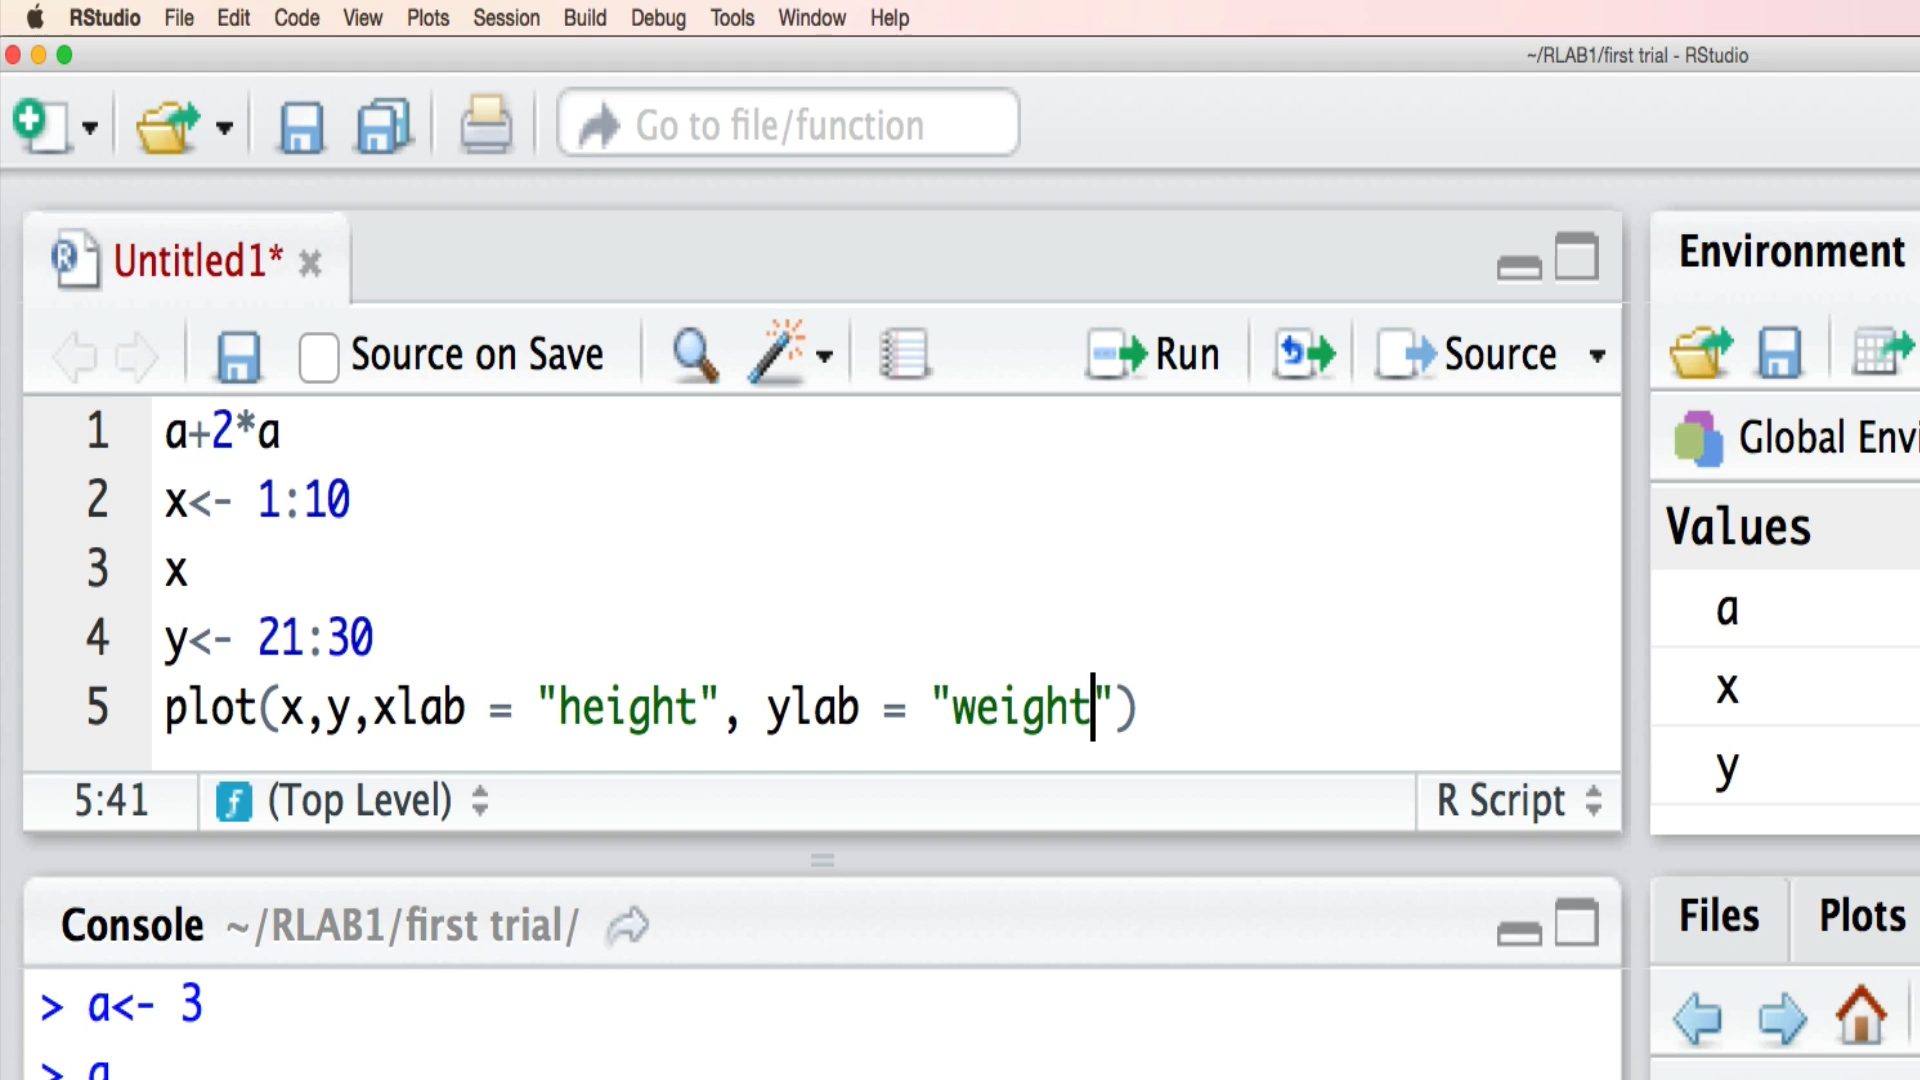 RStudio File Edit Code View Plots Session Build Debug Tools Window Help
~/RLAB1/first trial - RStudio
Go to file/function
Untitled1*
Source on Save Run Source
1 a+2*a
2 x<- 1:10
3 x
4 y<- 21:30
5 plot(x,y,xlab = "height", ylab = "weight")
5:41 (Top Level) R Script
Console ~/RLAB1/first trial/
> a<- 3
> a
Environment
Global Envi
Values
a
x
y
Files Plots